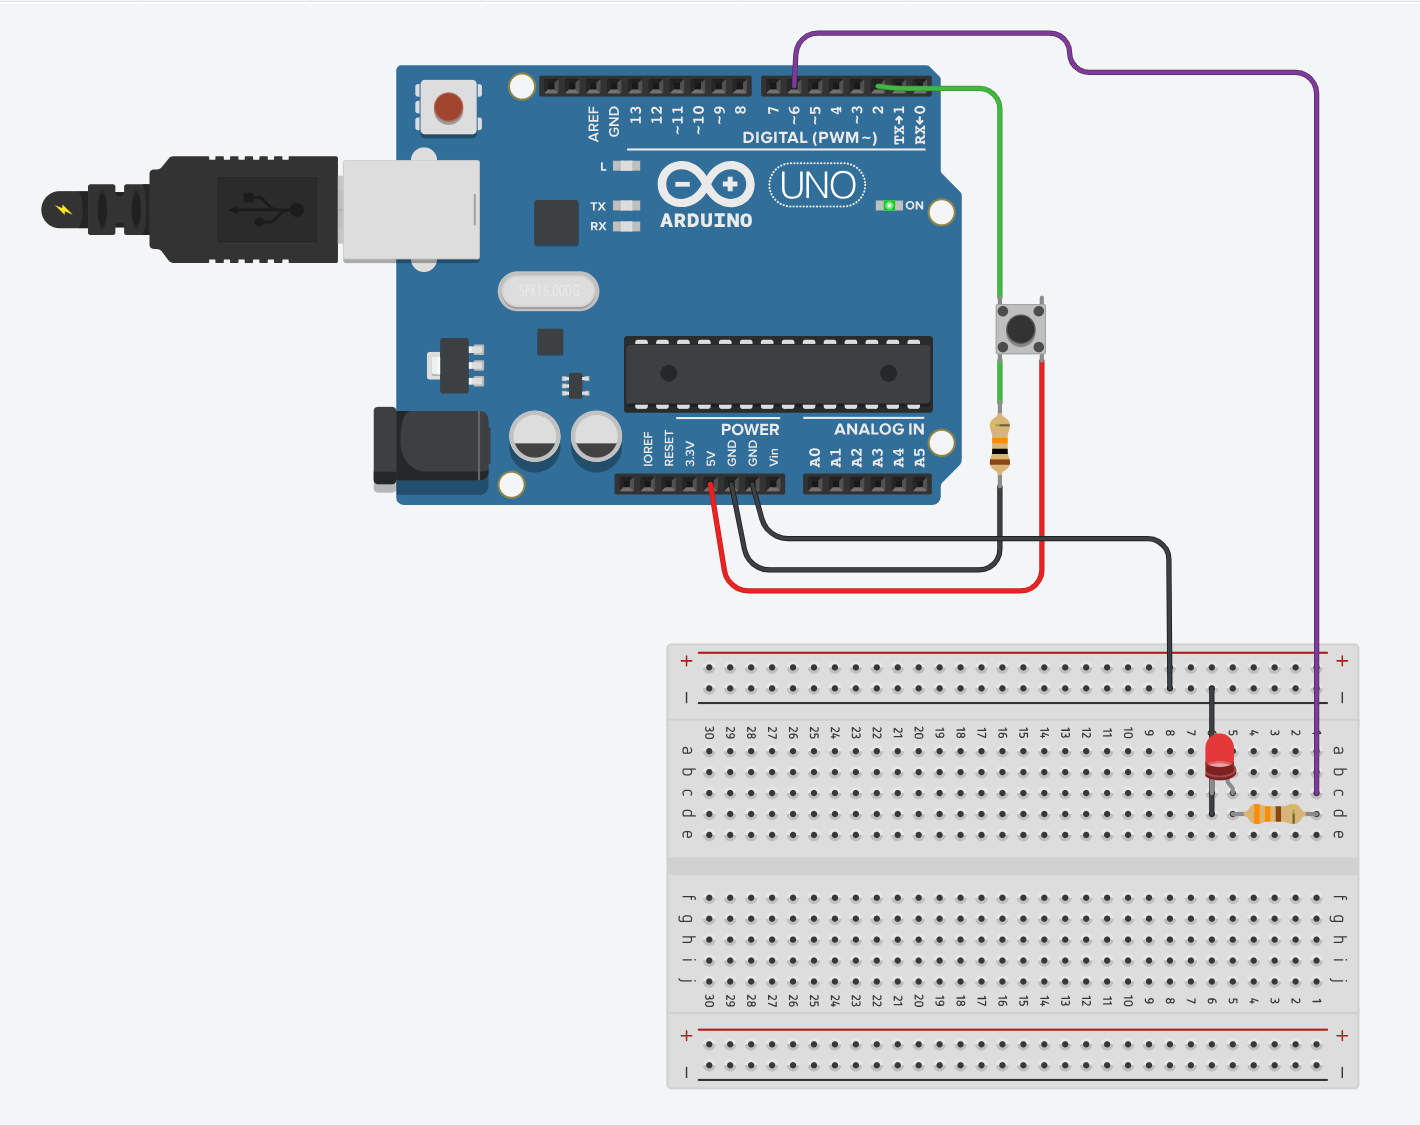 AREF GND 13 12 ~11 ~10 ~9 8 7 ~6 ~5 4 ~3 2 TX→1 RX←0
DIGITAL (PWM~)
L
TX
RX
UNO
ARDUINO
ON
SPK16.000G
POWER
ANALOG IN
IOREF RESET 3.3V 5V GND GND Vin A0 A1 A2 A3 A4 A5
+ +
− −
30 29 28 27 26 25 24 23 22 21 20 19 18 17 16 15 14 13 12 11 10 9 8 7 6 5 4 3 2 1
a a
b b
c c
d d
e e
f f
g g
h h
i i
j j
30 29 28 27 26 25 24 23 22 21 20 19 18 17 16 15 14 13 12 11 10 9 8 7 6 5 4 3 2 1
+ +
− −